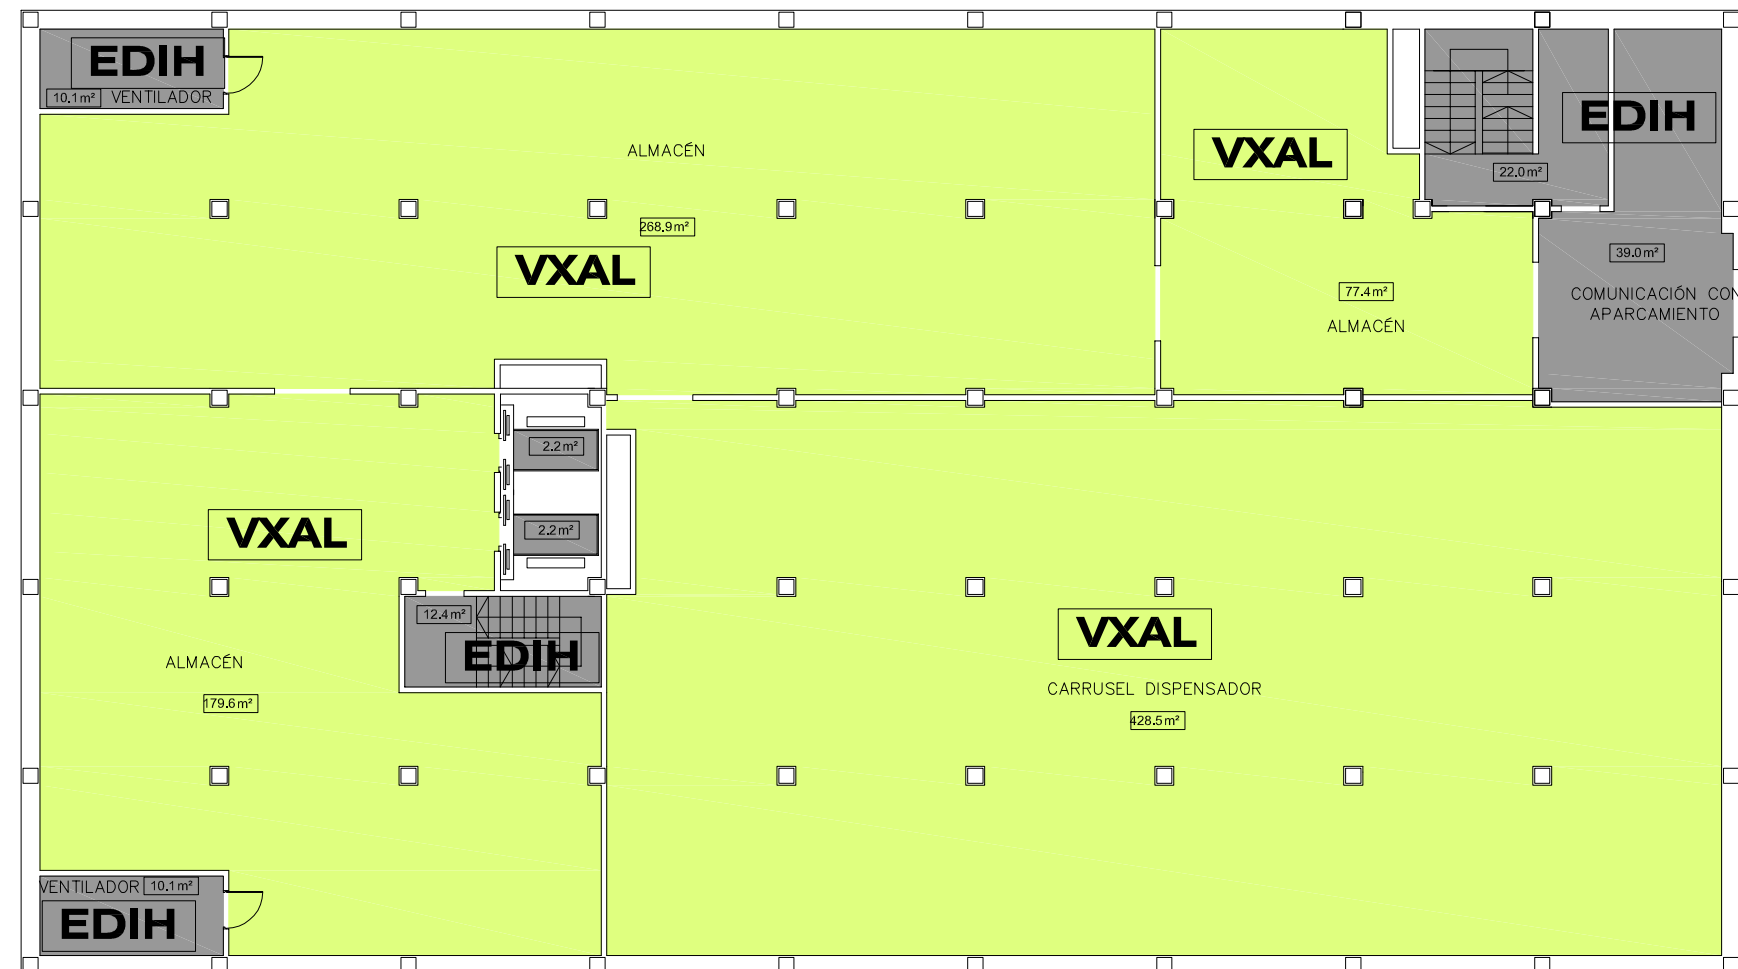 EDIH
10.1m² VENTILADOR
ALMACÉN
268.9m²
VXAL
VXAL
EDIH
22.0m²
39.0m²
COMUNICACIÓN CON
APARCAMIENTO
77.4m²
ALMACÉN
2.2m²
2.2m²
VXAL
12.4m²
EDIH
ALMACÉN
179.6m²
VXAL
CARRUSEL DISPENSADOR
428.5m²
VENTILADOR 10.1m²
EDIH